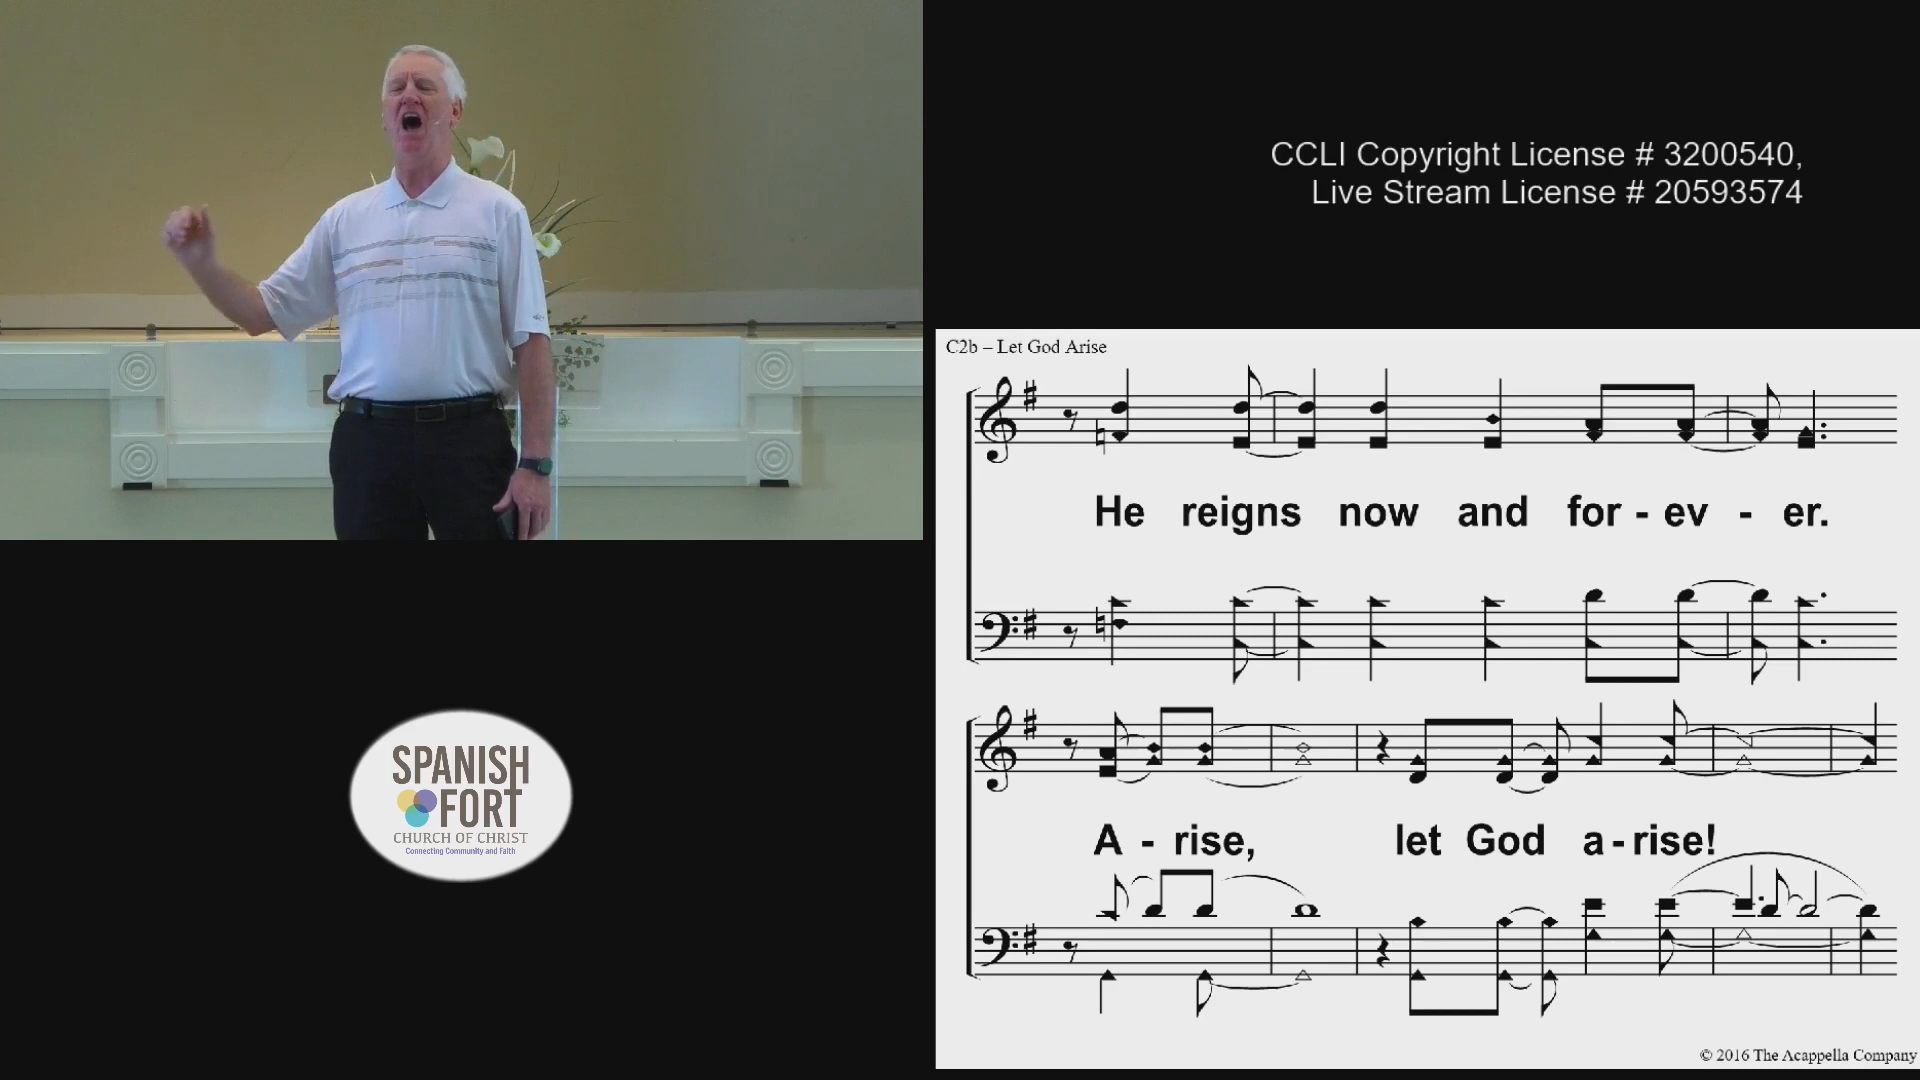 CCLI Copyright License # 3200540,
Live Stream License # 20593574
C2b – Let God Arise
He reigns now and for - ev - er.
A - rise, let God a - rise!
© 2016 The Acappella Company
SPANISH
FORT
CHURCH OF CHRIST
Connecting Community and Faith